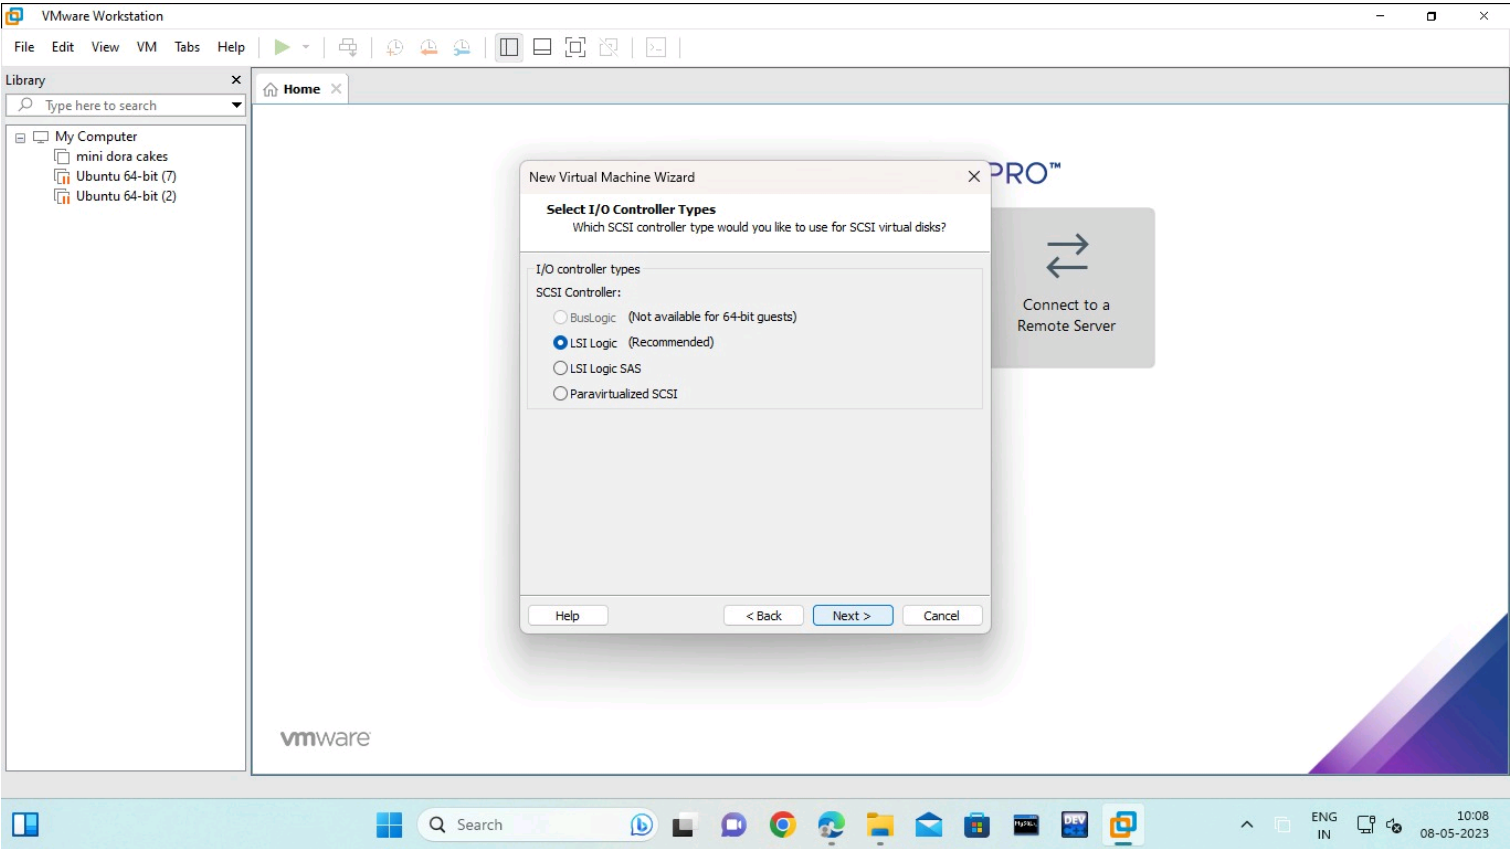 VMware Workstation
File Edit View VM Tabs Help
Library
Type here to search
My Computer
mini dora cakes
Ubuntu 64-bit (7)
Ubuntu 64-bit (2)
Home
PRO™
New Virtual Machine Wizard
Select I/O Controller Types
Which SCSI controller type would you like to use for SCSI virtual disks?
I/O controller types
SCSI Controller:
BusLogic (Not available for 64-bit guests)
LSI Logic (Recommended)
LSI Logic SAS
Paravirtualized SCSI
Help < Back Next > Cancel
Connect to a
Remote Server
vmware
Search
DEV
ENG
IN
10:08
08-05-2023